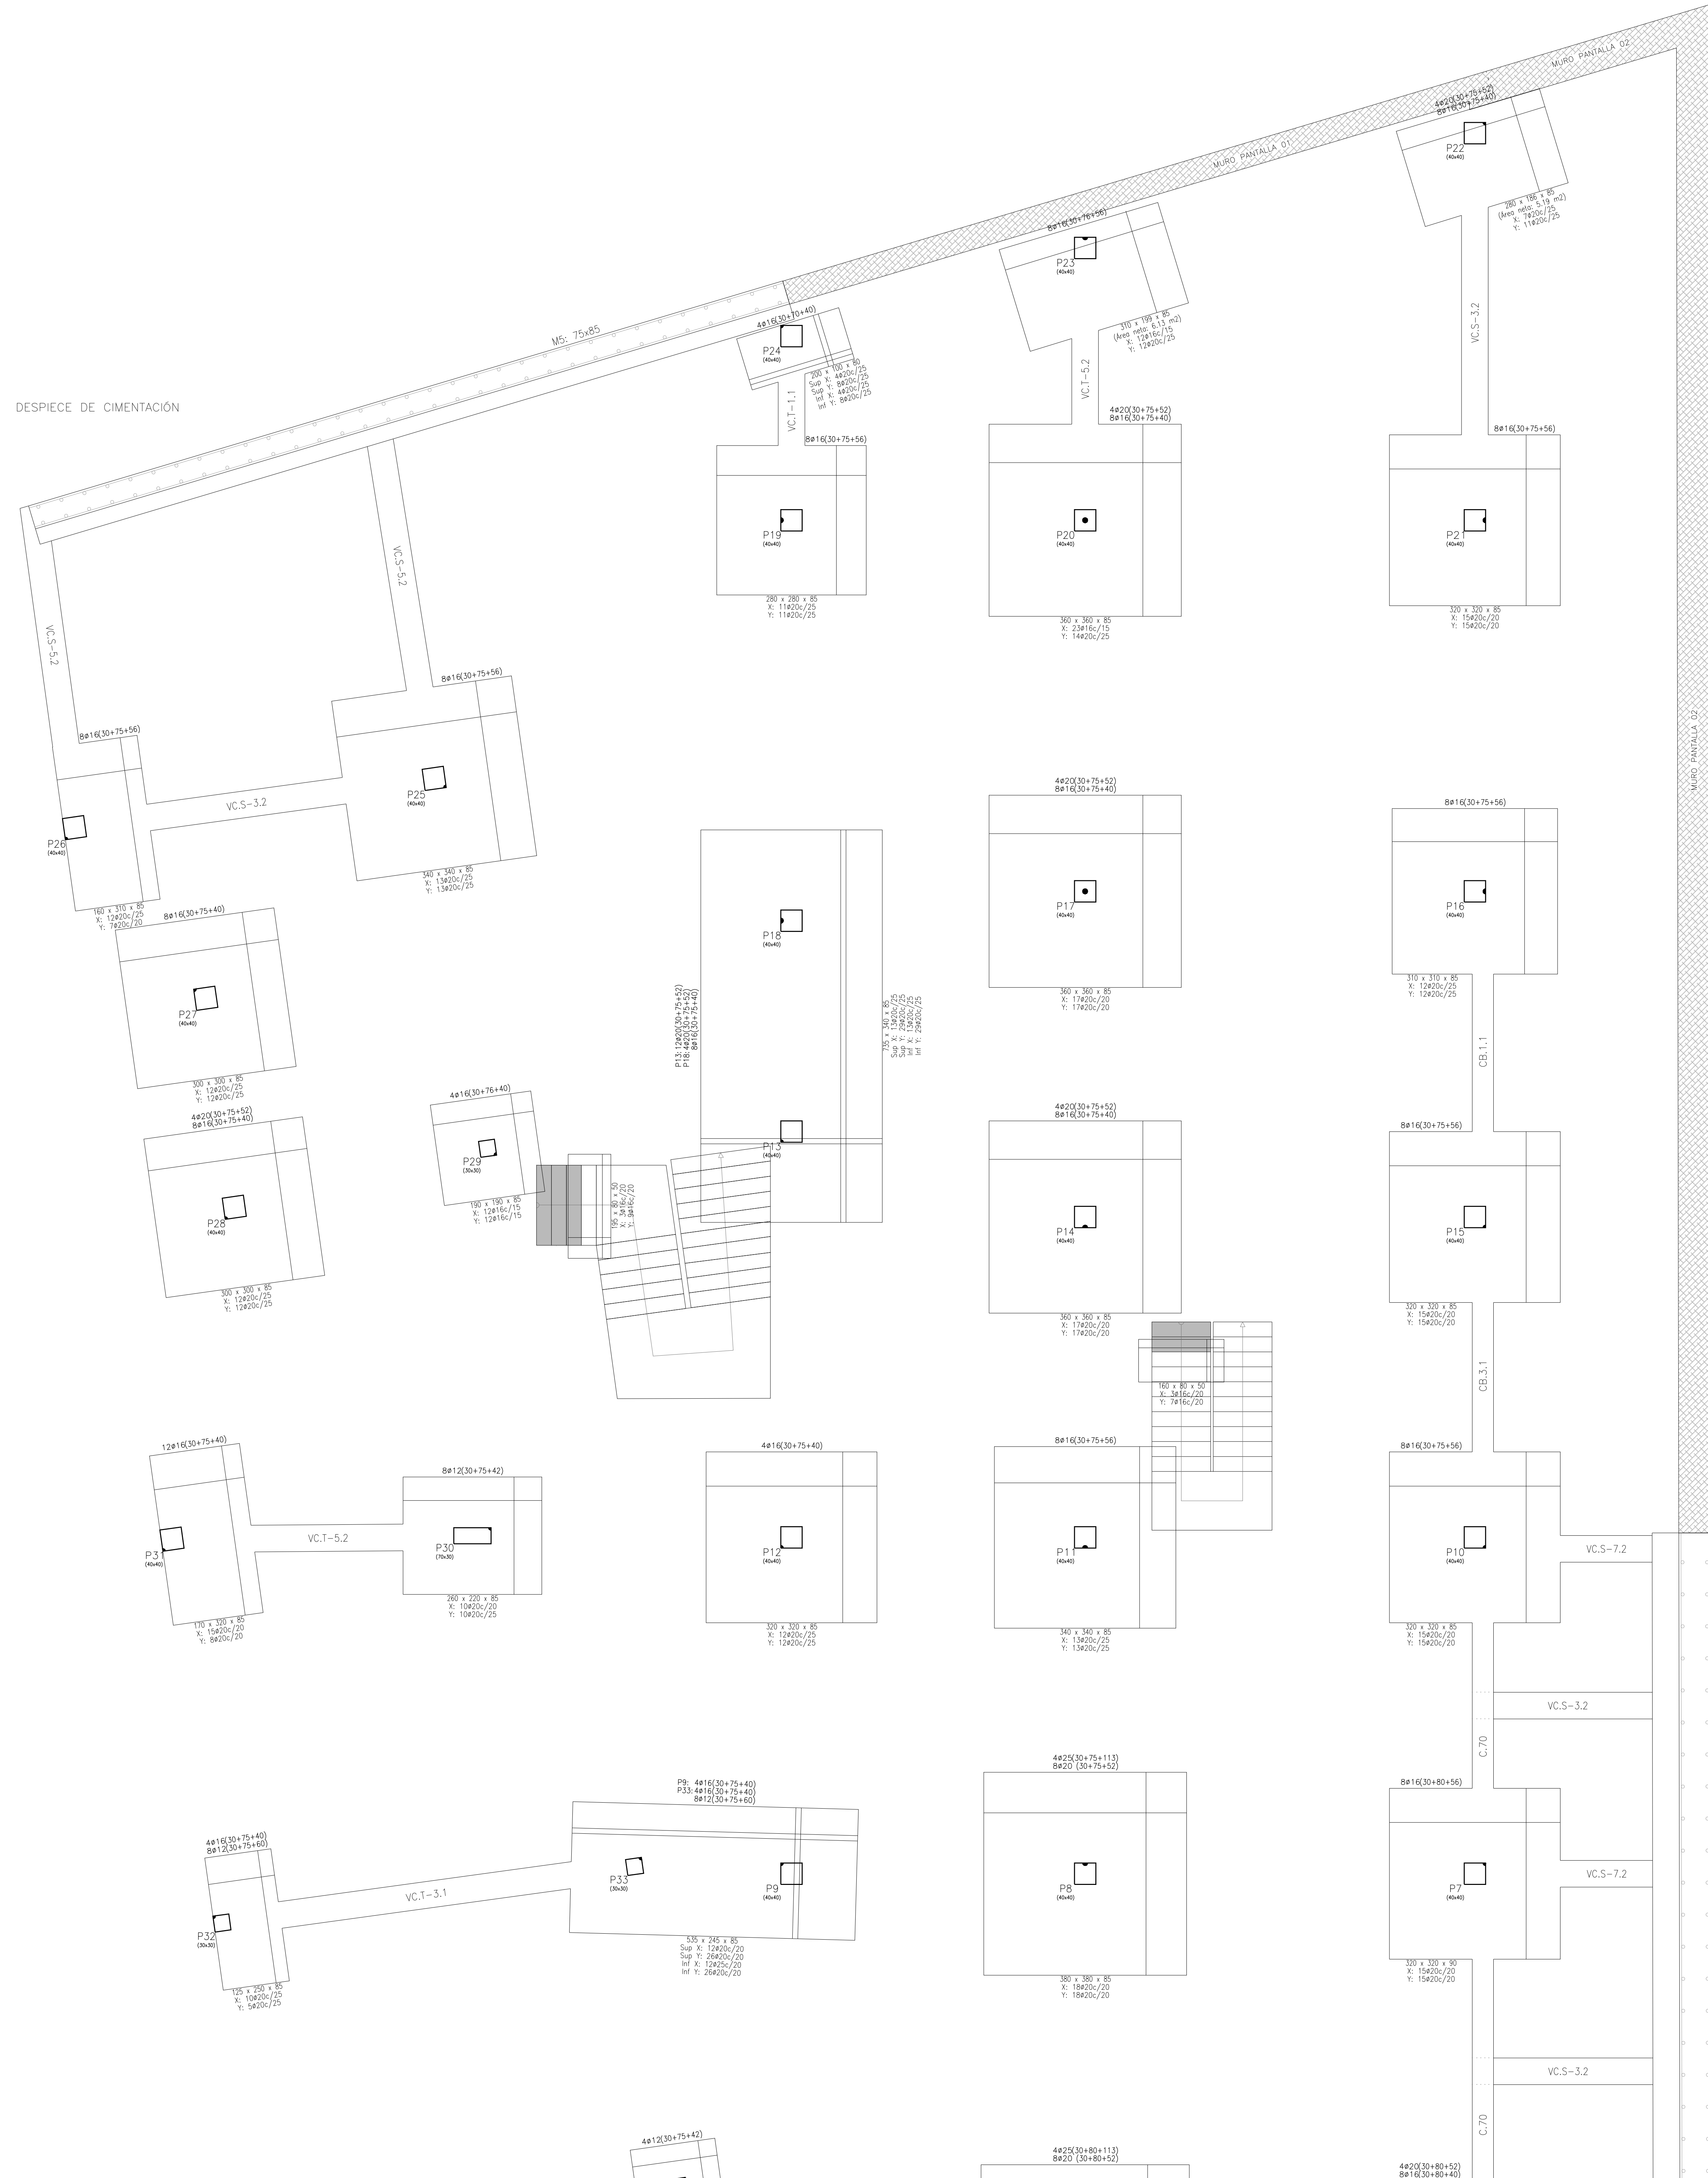 MURO PANTALLA 02
4ø20(30+75+52)
8ø16(30+75+40)
P22
(40x40)
280 x 186 x 85
(Área neta: 5.19 m2)
X: 7ø20c/25
Y: 11ø20c/25
MURO PANTALLA 01
8ø16(30+76+56)
P23
(40x40)
310 x 199 x 85
(Área neta: 6.13 m2)
X: 12ø16c/15
Y: 12ø20c/25
VC.S-3.2
M5: 75x85
4ø16(30+70+40)
P24
(40x40)
200 x 100 x 80
Sup X: 4ø20c/25
Sup Y: 8ø20c/25
Inf X: 4ø20c/25
Inf Y: 8ø20c/25
VC.T-1.1
VC.T-5.2
DESPIECE DE CIMENTACIÓN
8ø16(30+75+56)
P19
(40x40)
280 x 280 x 85
X: 11ø20c/25
Y: 11ø20c/25
4ø20(30+75+52)
8ø16(30+75+40)
P20
(40x40)
360 x 360 x 85
X: 23ø16c/15
Y: 14ø20c/25
8ø16(30+75+56)
P21
(40x40)
320 x 320 x 85
X: 15ø20c/20
Y: 15ø20c/20
VC.S-5.2
VC.S-5.2
8ø16(30+75+56)
P26
(40x40)
160 x 310 x 85
X: 12ø20c/25
Y: 7ø20c/20
VC.S-3.2
8ø16(30+75+56)
P25
(40x40)
340 x 340 x 85
X: 13ø20c/25
Y: 13ø20c/25
MURO PANTALLA 02
P18
(40x40)
P13:12ø20(30+75+52)
P18:4ø20(30+75+52)
8ø16(30+75+40)
P13
(40x40)
735 x 340 x 85
Sup X: 13ø20c/25
Sup Y: 29ø20c/25
Inf X: 13ø20c/25
Inf Y: 29ø20c/25
4ø20(30+75+52)
8ø16(30+75+40)
P17
(40x40)
360 x 360 x 85
X: 17ø20c/20
Y: 17ø20c/20
8ø16(30+75+56)
P16
(40x40)
310 x 310 x 85
X: 12ø20c/25
Y: 12ø20c/25
CB.1.1
8ø16(30+75+40)
P27
(40x40)
300 x 300 x 85
X: 12ø20c/25
Y: 12ø20c/25
4ø20(30+75+52)
8ø16(30+75+40)
P28
(40x40)
300 x 300 x 85
X: 12ø20c/25
Y: 12ø20c/25
4ø16(30+76+40)
P29
(30x30)
190 x 190 x 85
X: 12ø16c/15
Y: 12ø16c/15
195 x 80 x 50
X: 3ø16c/20
Y: 9ø16c/20
4ø20(30+75+52)
8ø16(30+75+40)
P14
(40x40)
360 x 360 x 85
X: 17ø20c/20
Y: 17ø20c/20
8ø16(30+75+56)
P15
(40x40)
320 x 320 x 85
X: 15ø20c/20
Y: 15ø20c/20
160 x 80 x 50
X: 3ø16c/20
Y: 7ø16c/20
CB.3.1
12ø16(30+75+40)
P31
(40x40)
170 x 320 x 85
X: 15ø20c/20
Y: 8ø20c/20
VC.T-5.2
8ø12(30+75+42)
P30
(70x30)
260 x 220 x 85
X: 10ø20c/20
Y: 10ø20c/25
4ø16(30+75+40)
P12
(40x40)
320 x 320 x 85
X: 12ø20c/25
Y: 12ø20c/25
8ø16(30+75+56)
P11
(40x40)
340 x 340 x 85
X: 13ø20c/25
Y: 13ø20c/25
8ø16(30+75+56)
P10
(40x40)
320 x 320 x 85
X: 15ø20c/20
Y: 15ø20c/20
VC.S-7.2
VC.S-3.2
C.70
4ø16(30+75+40)
8ø12(30+75+60)
P32
(30x30)
125 x 250 x 85
X: 10ø20c/25
Y: 5ø20c/25
VC.T-3.1
P9: 4ø16(30+75+40)
P33:4ø16(30+75+40)
8ø12(30+75+60)
P33
(30x30)
P9
(40x40)
535 x 245 x 85
Sup X: 12ø20c/20
Sup Y: 26ø20c/20
Inf X: 12ø25c/20
Inf Y: 26ø20c/20
4ø25(30+75+113)
8ø20 (30+75+52)
P8
(40x40)
380 x 380 x 85
X: 18ø20c/20
Y: 18ø20c/20
8ø16(30+80+56)
P7
(40x40)
320 x 320 x 90
X: 15ø20c/20
Y: 15ø20c/20
VC.S-7.2
VC.S-3.2
C.70
4ø12(30+75+42)
4ø25(30+80+113)
8ø20 (30+80+52)
4ø20(30+80+52)
8ø16(30+80+40)